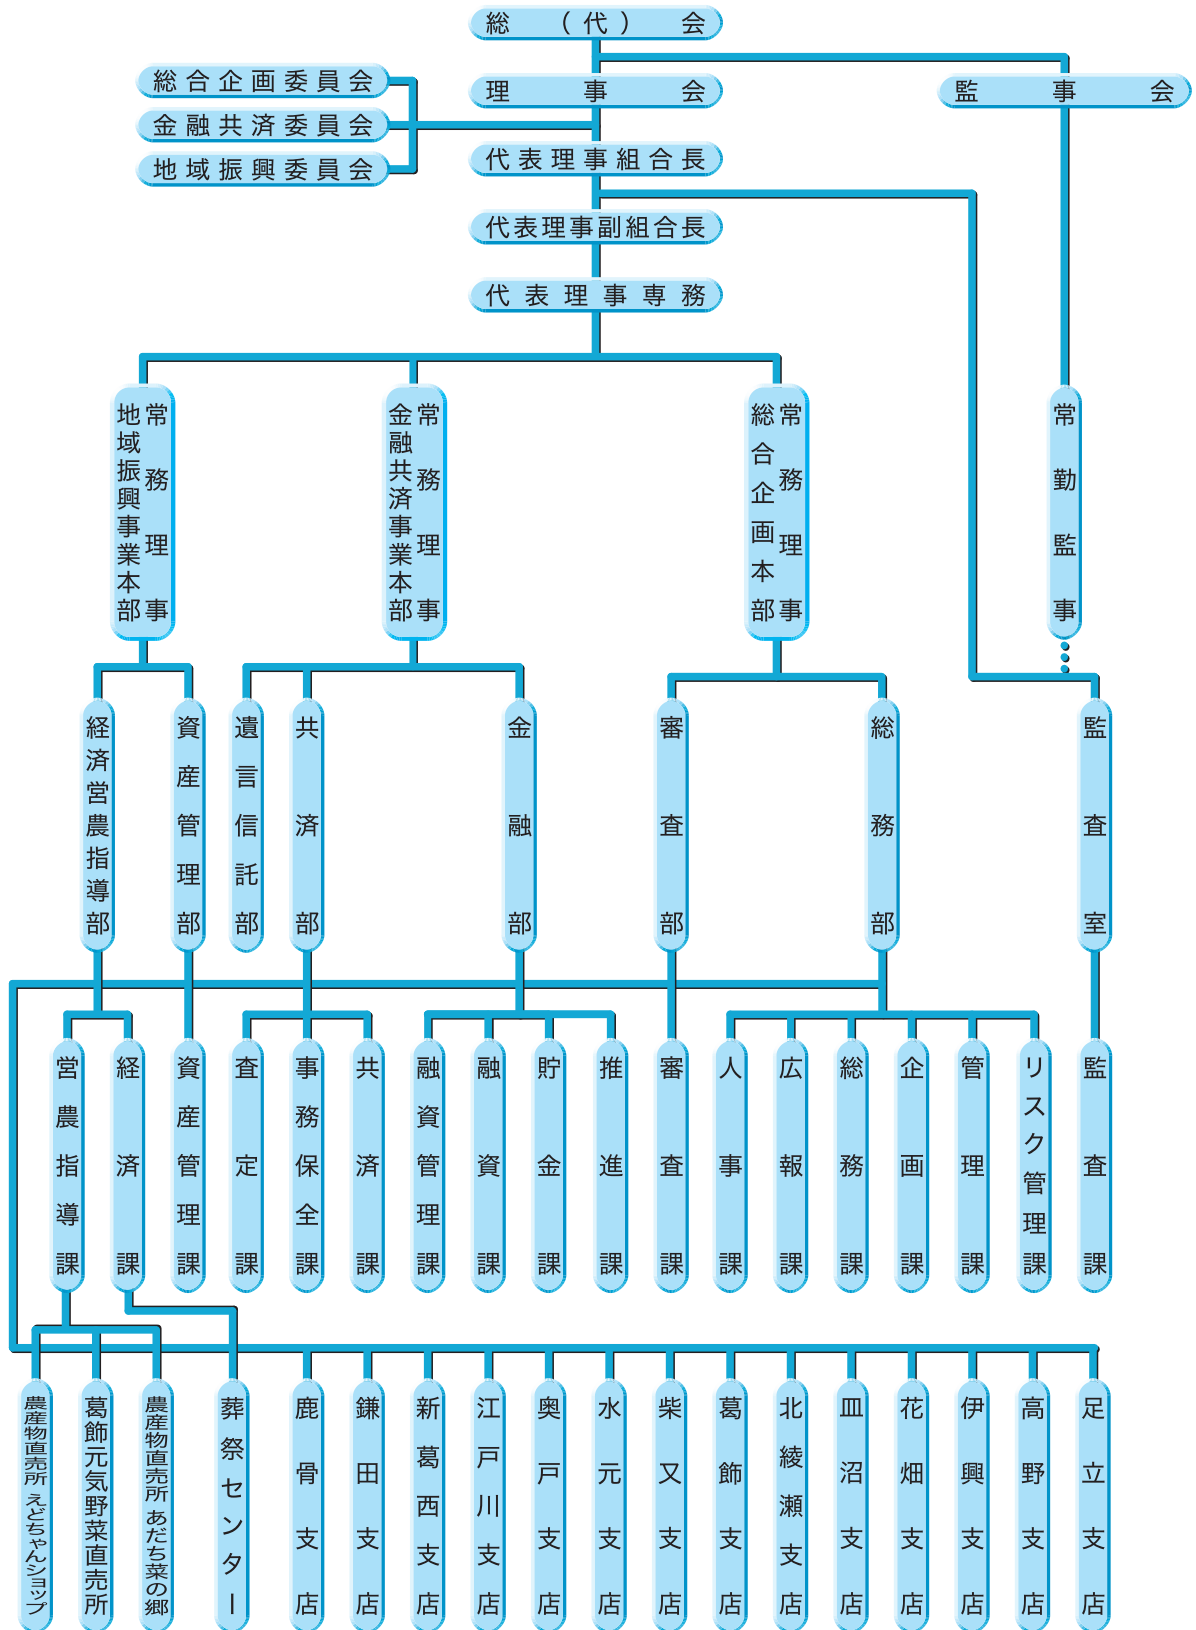 総（代）会
理事会
監事会
総合企画委員会
金融共済委員会
地域振興委員会
代表理事組合長
代表理事副組合長
代表理事専務
常務理事
地域振興事業本部
常務理事
金融共済事業本部
常務理事
総合企画本部
常勤監事
経済営農指導部
資産管理部
遺言信託部
共済部
金融部
審査部
総務部
監査室
営農指導課
経済課
資産管理課
査定課
事務保全課
共済課
融資管理課
融資課
貯金課
推進課
審査課
人事課
広報課
総務課
企画課
管理課
リスク管理課
監査課
農産物直売所 えどちゃんショップ
葛飾元気野菜直売所
農産物直売所 あだち菜の郷
葬祭センター
鹿骨支店
鎌田支店
新葛西支店
江戸川支店
奥戸支店
水元支店
柴又支店
葛飾支店
北綾瀬支店
皿沼支店
花畑支店
伊興支店
高野支店
足立支店